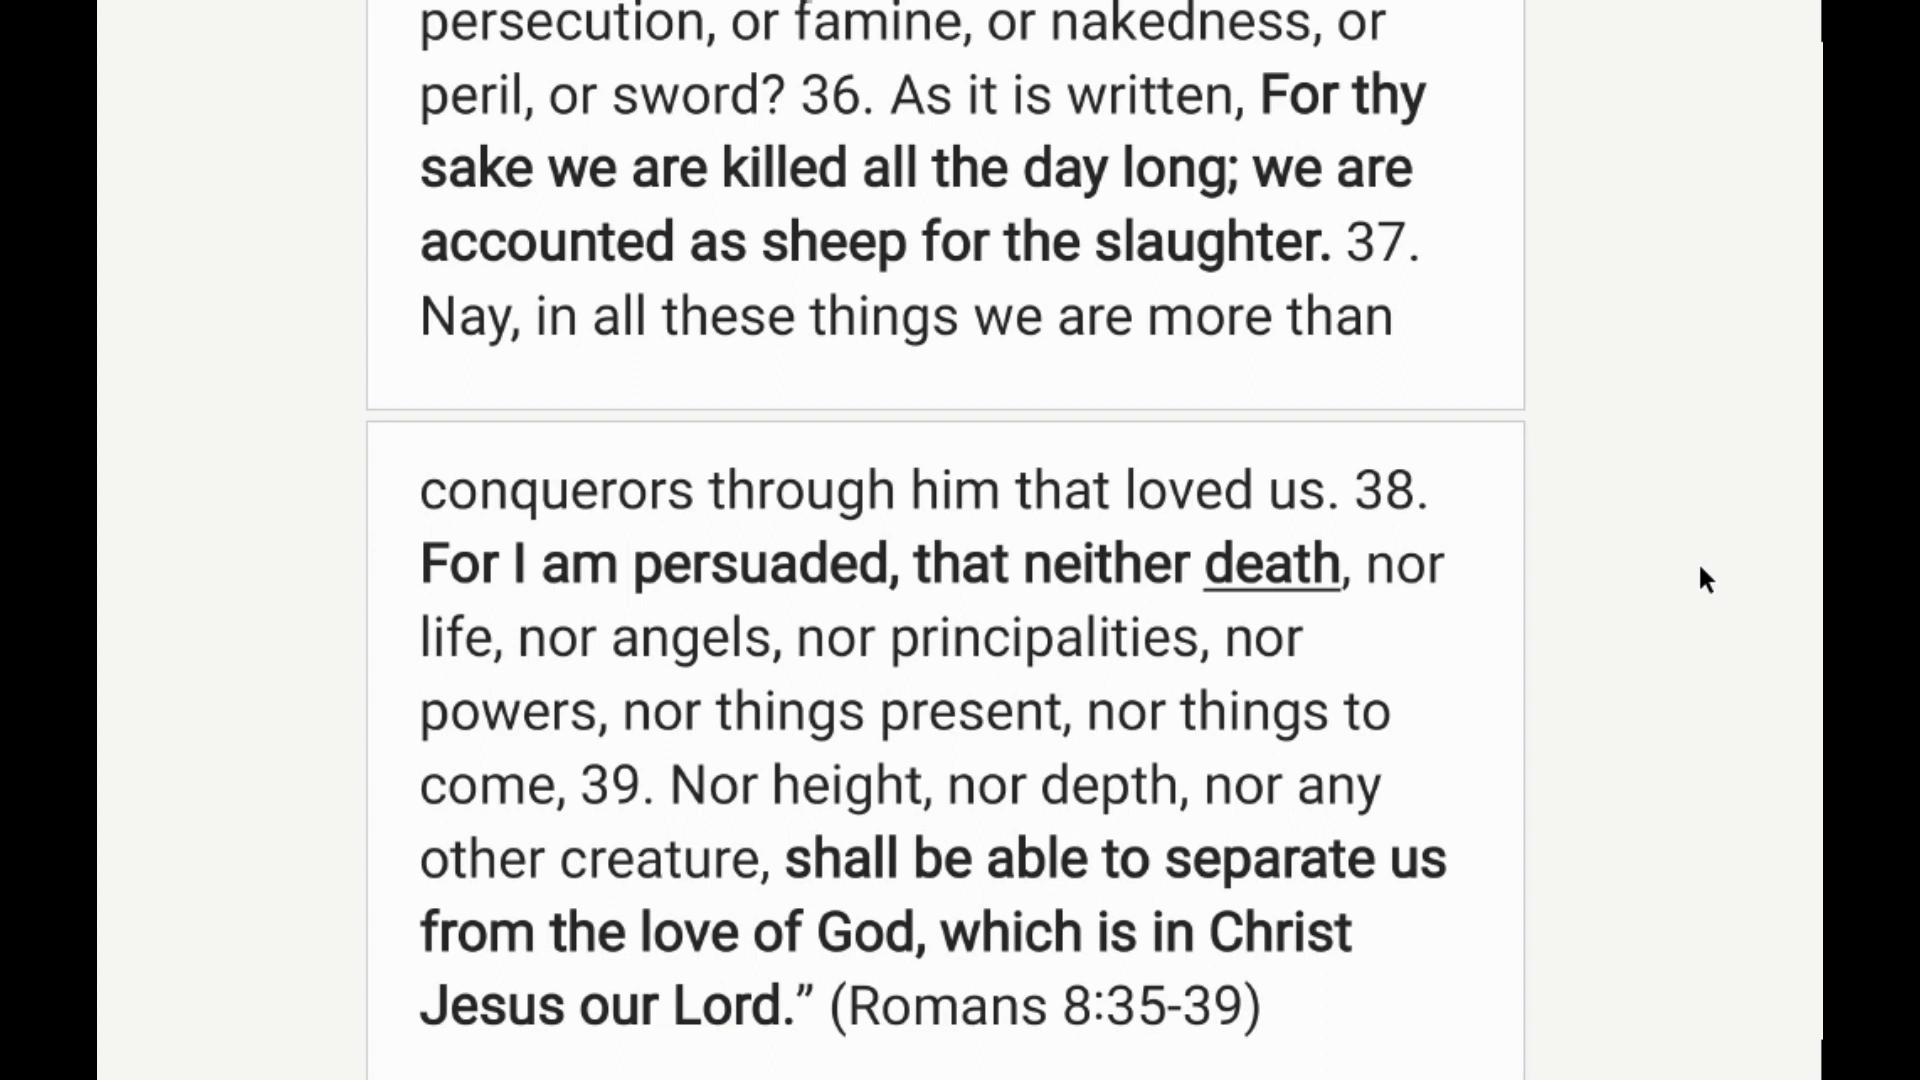 persecution, or famine, or nakedness, or
peril, or sword? 36. As it is written, For thy
sake we are killed all the day long; we are
accounted as sheep for the slaughter. 37.
Nay, in all these things we are more than
conquerors through him that loved us. 38.
For I am persuaded, that neither death, nor
life, nor angels, nor principalities, nor
powers, nor things present, nor things to
come, 39. Nor height, nor depth, nor any
other creature, shall be able to separate us
from the love of God, which is in Christ
Jesus our Lord.” (Romans 8:35-39)